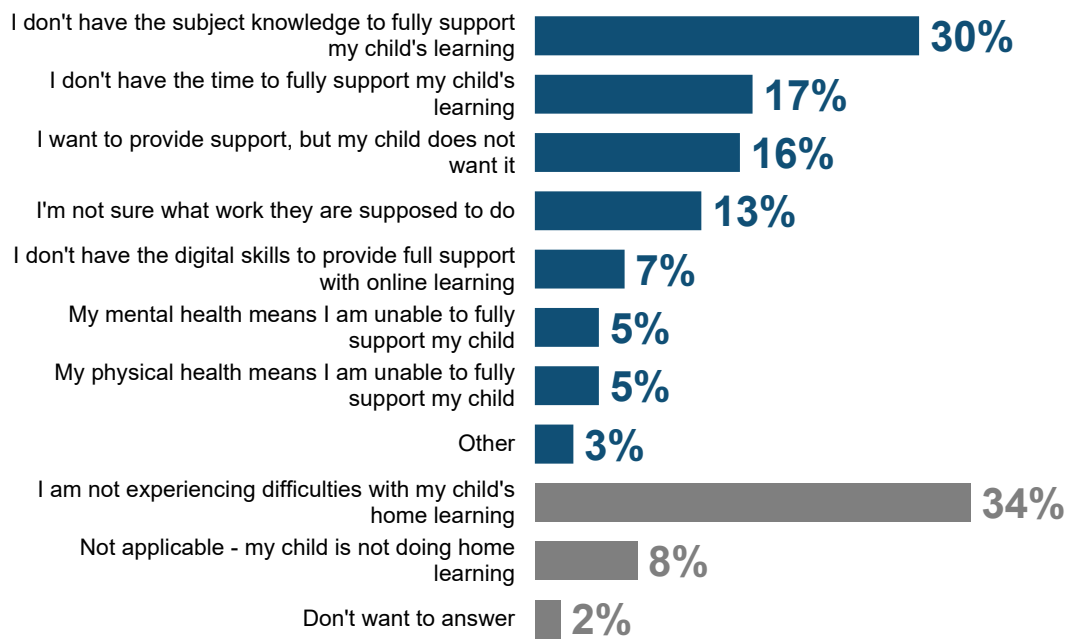 I don't have the subject knowledge to fully support
my child's learning
30%
I don't have the time to fully support my child's
learning
17%
I want to provide support, but my child does not
want it
16%
I'm not sure what work they are supposed to do
13%
I don't have the digital skills to provide full support
with online learning
7%
My mental health means I am unable to fully
support my child
5%
My physical health means I am unable to fully
support my child
5%
Other
3%
I am not experiencing difficulties with my child's
home learning
34%
Not applicable - my child is not doing home
learning
8%
Don't want to answer
2%